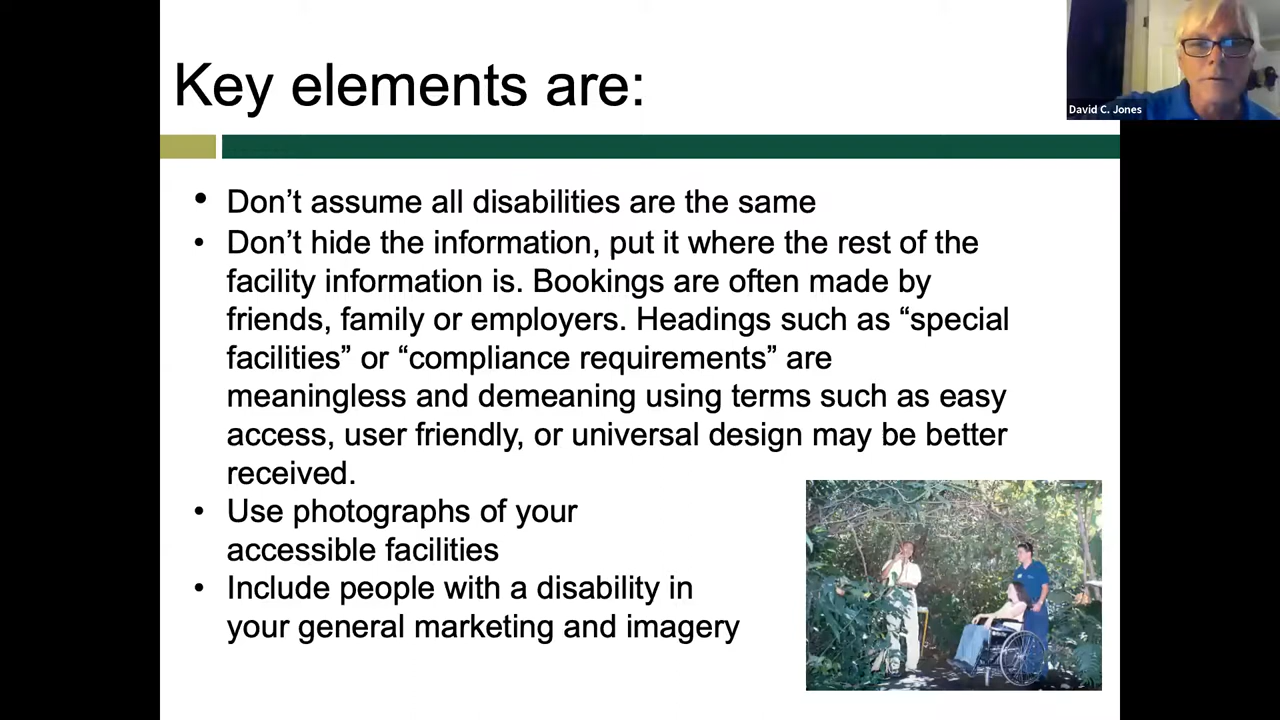 Key elements are:
David C. Jones
• Don’t assume all disabilities are the same
• Don’t hide the information, put it where the rest of the
facility information is. Bookings are often made by
friends, family or employers. Headings such as “special
facilities” or “compliance requirements” are
meaningless and demeaning using terms such as easy
access, user friendly, or universal design may be better
received.
• Use photographs of your
accessible facilities
• Include people with a disability in
your general marketing and imagery